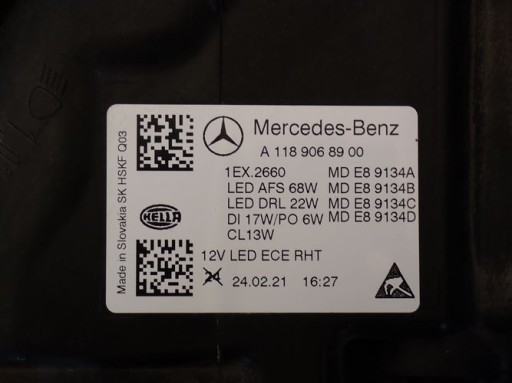 Mercedes-Benz
A 118 906 89 00
1EX.2660 MD E8 9134A
LED AFS 68W MD E8 9134B
LED DRL 22W MD E8 9134C
DI 17W/PO 6W MD E8 9134D
CL13W
12V LED ECE RHT
24 24.02.21 16:27
HELLA
Made in Slovakia SK HSKF Q03